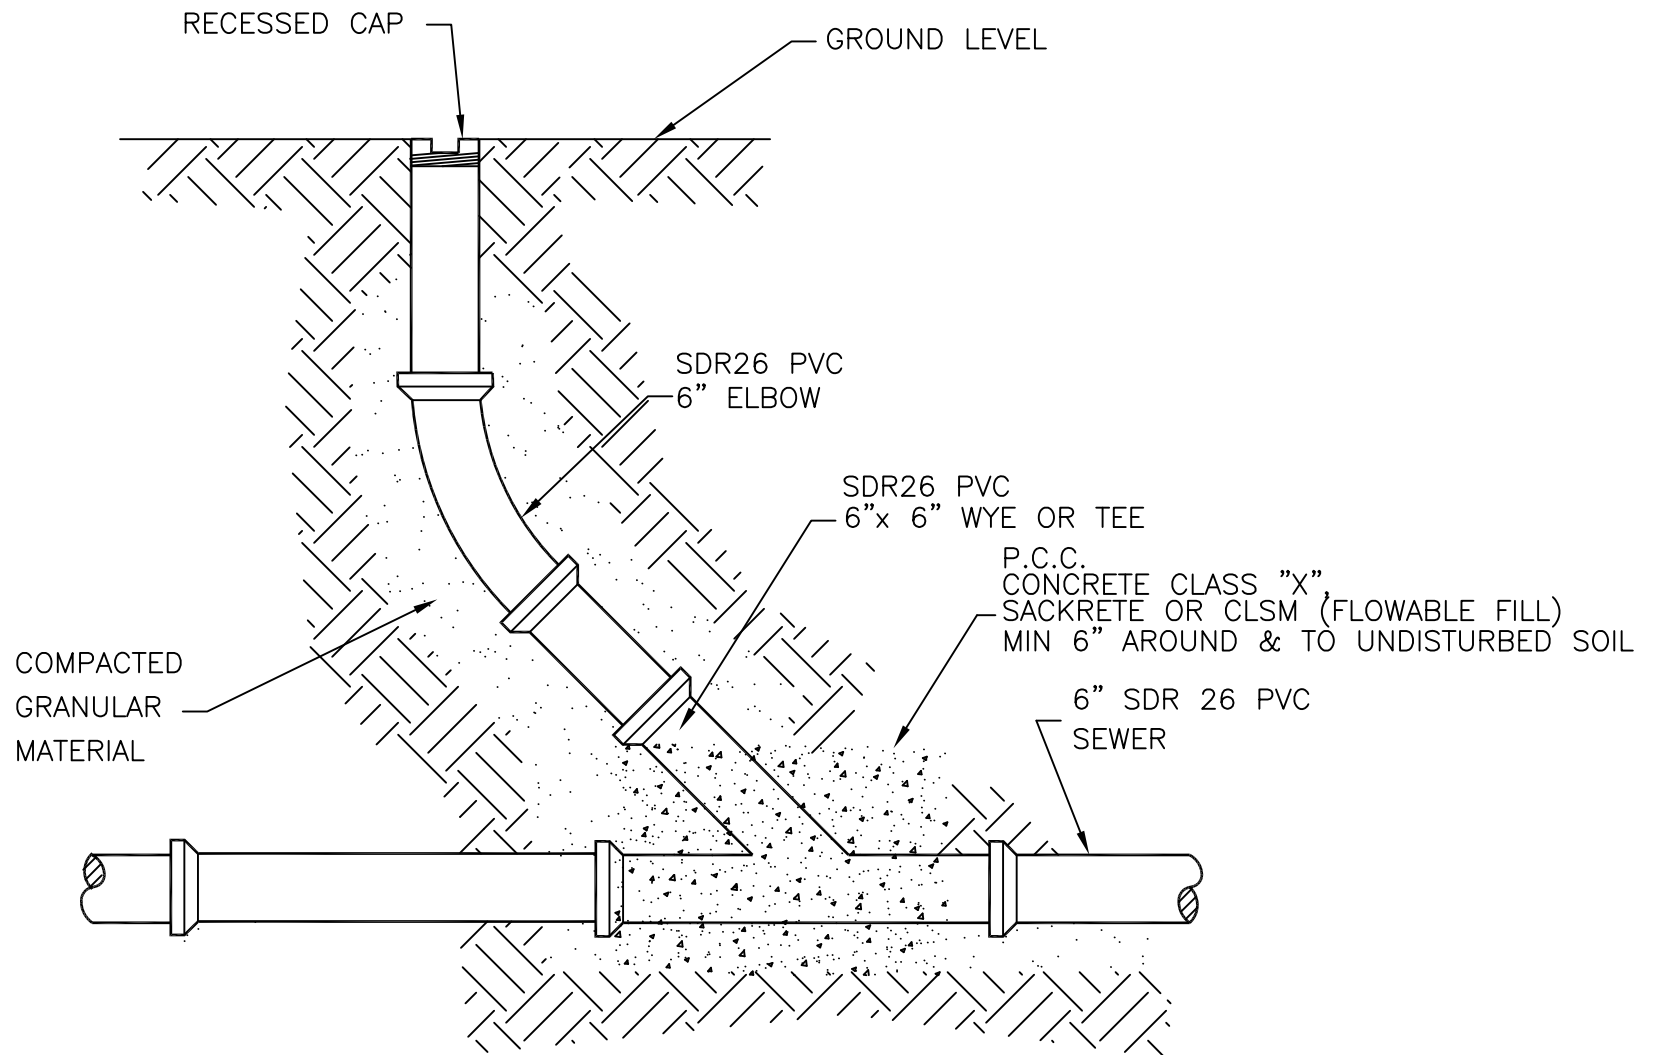 RECESSED CAP
GROUND LEVEL
SDR26 PVC
6” ELBOW
SDR26 PVC
6”x 6” WYE OR TEE
P.C.C.
CONCRETE CLASS ”X”,
SACKRETE OR CLSM (FLOWABLE FILL)
MIN 6” AROUND & TO UNDISTURBED SOIL
COMPACTED
GRANULAR
MATERIAL
6” SDR 26 PVC
SEWER